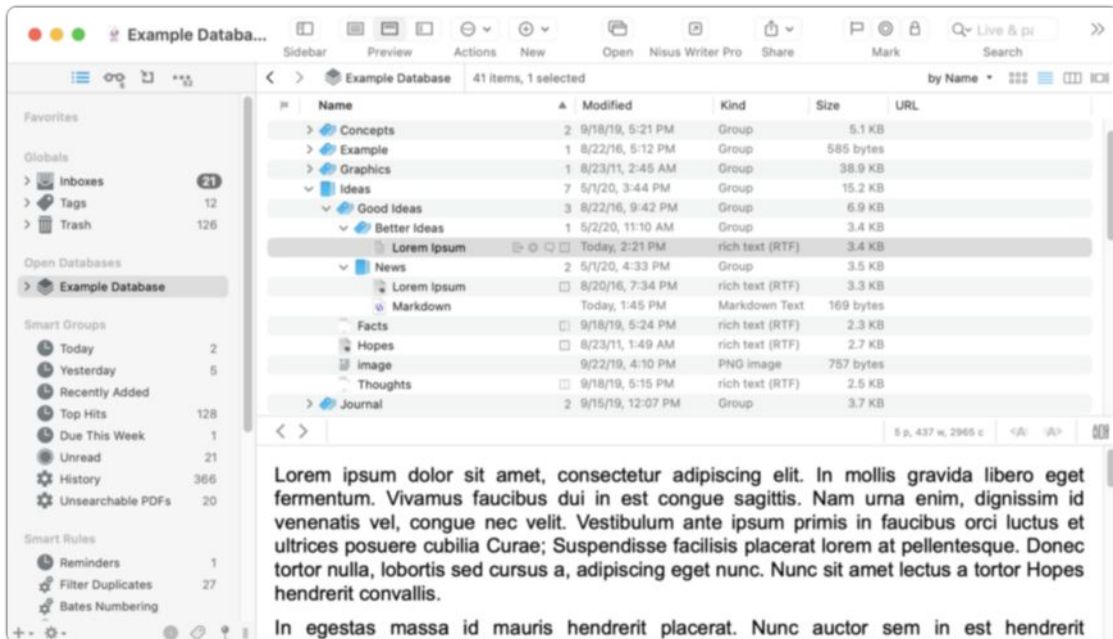 Example Databa...
Sidebar Preview Actions New Open Nisus Writer Pro Share Mark Search
Example Database 41 items, 1 selected by Name
Favorites
Globals
Inboxes 21
Tags 12
Trash 126
Open Databases
Example Database
Smart Groups
Today 2
Yesterday 5
Recently Added
Top Hits 128
Due This Week 1
Unread 21
History 366
Unsearchable PDFs 20
Smart Rules
Reminders 1
Filter Duplicates 27
Bates Numbering
Name Modified Kind Size URL
Concepts 2 9/18/19, 5:21 PM Group 5.1 KB
Example 1 8/22/16, 5:12 PM Group 585 bytes
Graphics 1 8/23/11, 2:45 AM Group 38.9 KB
Ideas 7 5/1/20, 3:44 PM Group 15.2 KB
Good Ideas 3 8/22/16, 9:42 PM Group 6.9 KB
Better Ideas 1 5/2/20, 11:10 AM Group 3.4 KB
Lorem Ipsum Today, 2:21 PM rich text (RTF) 3.4 KB
News 2 5/1/20, 4:33 PM Group 3.5 KB
Lorem Ipsum 8/20/16, 7:34 PM rich text (RTF) 3.3 KB
Markdown Today, 1:45 PM Markdown Text 169 bytes
Facts 9/18/19, 5:24 PM rich text (RTF) 2.3 KB
Hopes 8/23/11, 1:49 AM rich text (RTF) 2.7 KB
image 9/22/19, 4:10 PM PNG image 757 bytes
Thoughts 9/18/19, 5:15 PM rich text (RTF) 2.5 KB
Journal 2 9/15/19, 12:07 PM Group 3.7 KB
5 p, 437 w, 2965 c
Lorem ipsum dolor sit amet, consectetur adipiscing elit. In mollis gravida libero eget
fermentum. Vivamus faucibus dui in est congue sagittis. Nam urna enim, dignissim id
venenatis vel, congue nec velit. Vestibulum ante ipsum primis in faucibus orci luctus et
ultrices posuere cubilia Curae; Suspendisse facilisis placerat lorem at pellentesque. Donec
tortor nulla, lobortis sed cursus a, adipiscing eget nunc. Nunc sit amet lectus a tortor Hopes
hendrerit convallis.
In egestas massa id mauris hendrerit placerat. Nunc auctor sem in est hendrerit